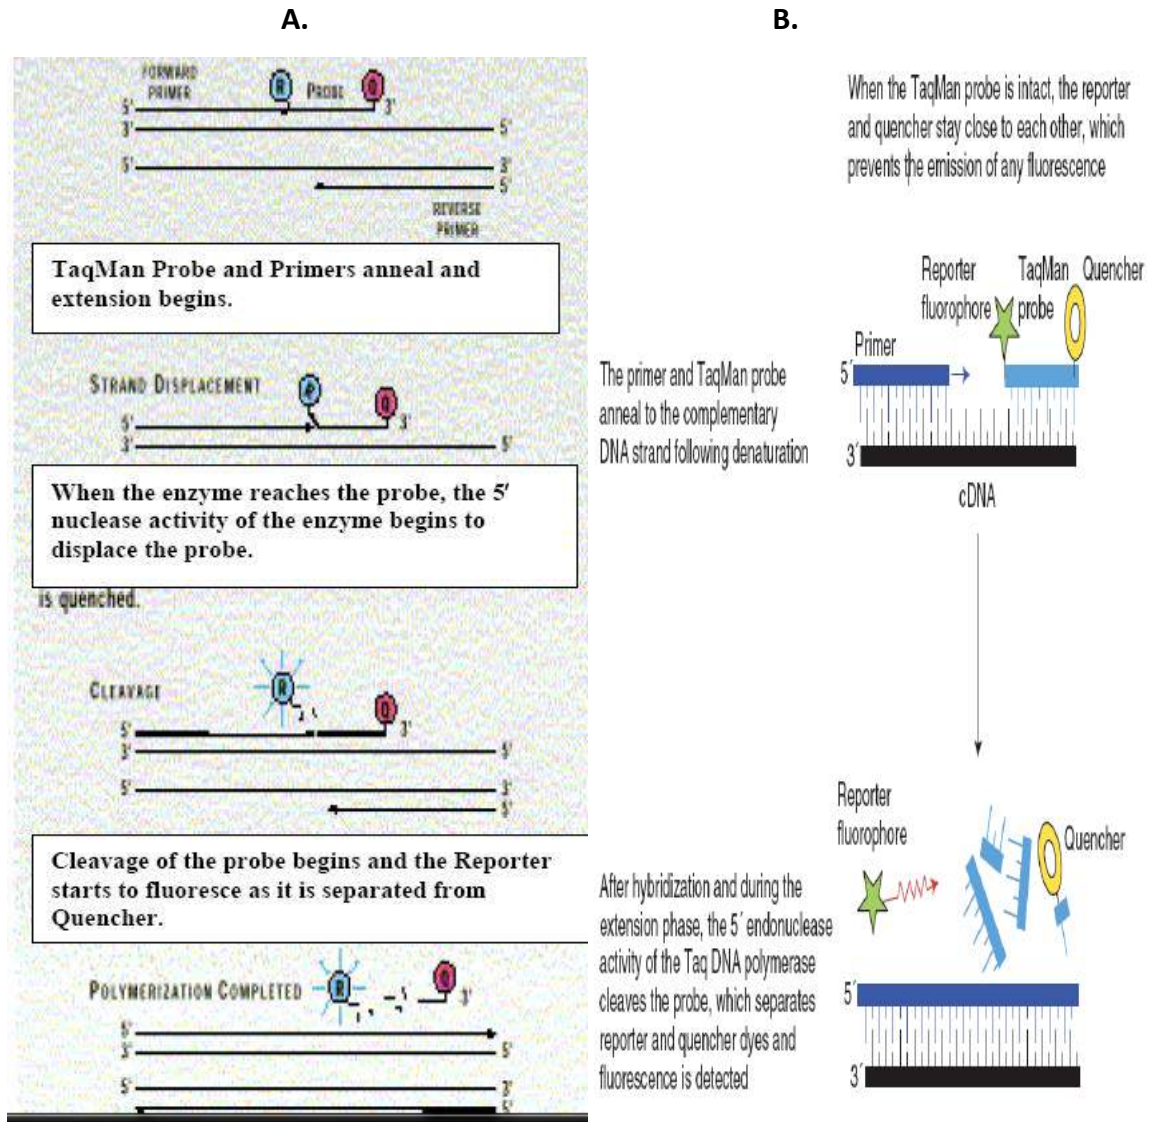 A.
FORWARD
PRIMER
R
PROBE
Q
5'
3'
3'
5'
5'
3'
5'
REVERSE
PRIMER
TaqMan Probe and Primers anneal and
extension begins.
STRAND DISPLACEMENT
R
Q
5'
3'
3'
5'
When the enzyme reaches the probe, the 5′
nuclease activity of the enzyme begins to
displace the probe.
is quenched.
CLEAVAGE
R
Q
5'
3'
3'
5'
5'
3'
5'
Cleavage of the probe begins and the Reporter
starts to fluoresce as it is separated from
Quencher.
POLYMERIZATION COMPLETED
R
Q
3'
5'
3'
5'
5'
3'
5'
B.
When the TaqMan probe is intact, the reporter
and quencher stay close to each other, which
prevents the emission of any fluorescence
Reporter
fluorophore
TaqMan
probe
Quencher
Primer
5′
The primer and TaqMan probe
anneal to the complementary
DNA strand following denaturation
3′
cDNA
Reporter
fluorophore
Quencher
After hybridization and during the
extension phase, the 5′ endonuclease
activity of the Taq DNA polymerase
cleaves the probe, which separates
reporter and quencher dyes and
fluorescence is detected
5′
3′